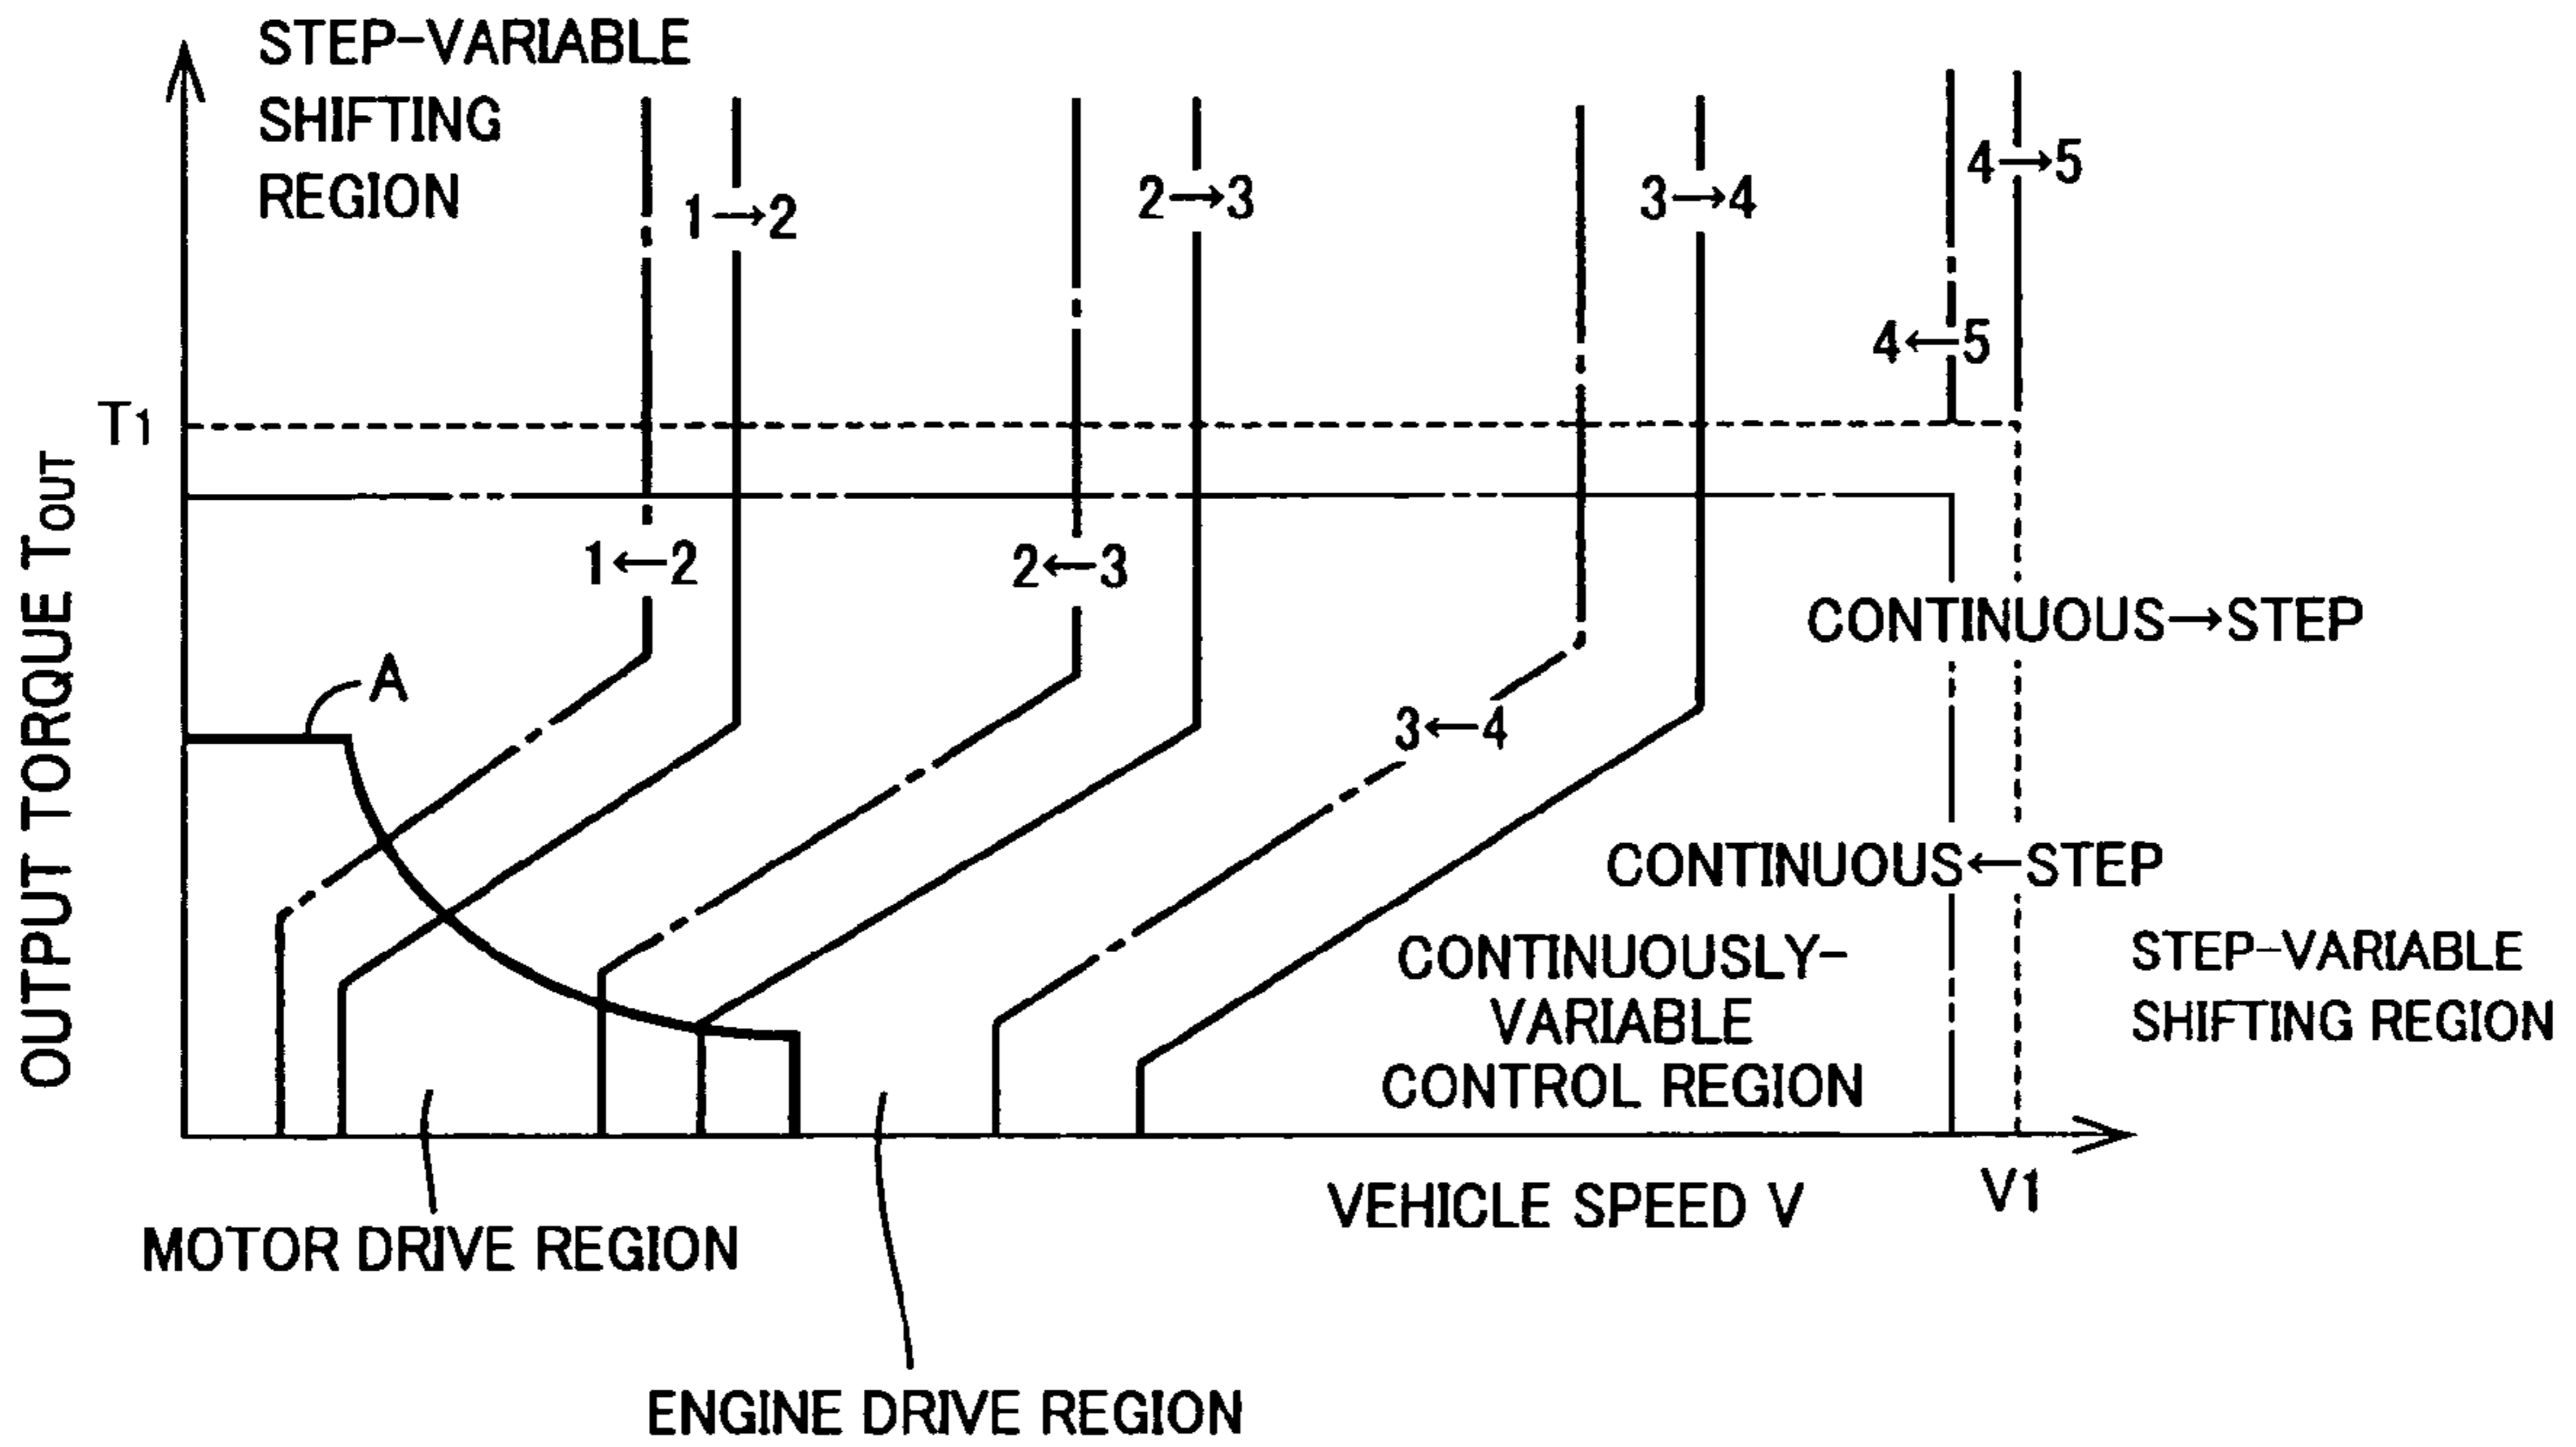 STEP-VARIABLE
SHIFTING
REGION
1→2
2→3
3→4
4→5
4←5
T1
OUTPUT TORQUE TOUT
1←2
2←3
CONTINUOUS→STEP
A
3←4
CONTINUOUS←STEP
CONTINUOUSLY-
VARIABLE
CONTROL REGION
STEP-VARIABLE
SHIFTING REGION
VEHICLE SPEED V
V1
MOTOR DRIVE REGION
ENGINE DRIVE REGION